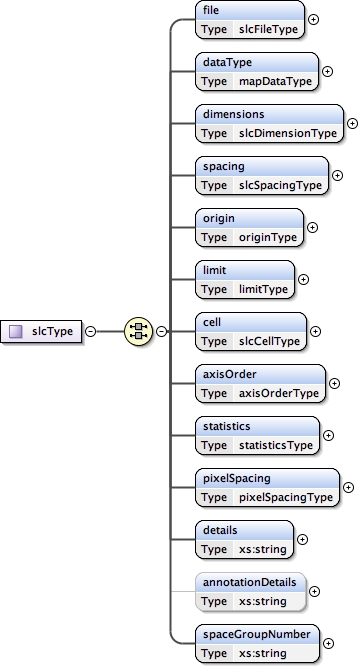 file
Type slcFileType
dataType
Type mapDataType
dimensions
Type slcDimensionType
spacing
Type slcSpacingType
origin
Type originType
limit
Type limitType
slcType
cell
Type slcCellType
axisOrder
Type axisOrderType
statistics
Type statisticsType
pixelSpacing
Type pixelSpacingType
details
Type xs:string
annotationDetails
Type xs:string
spaceGroupNumber
Type xs:string